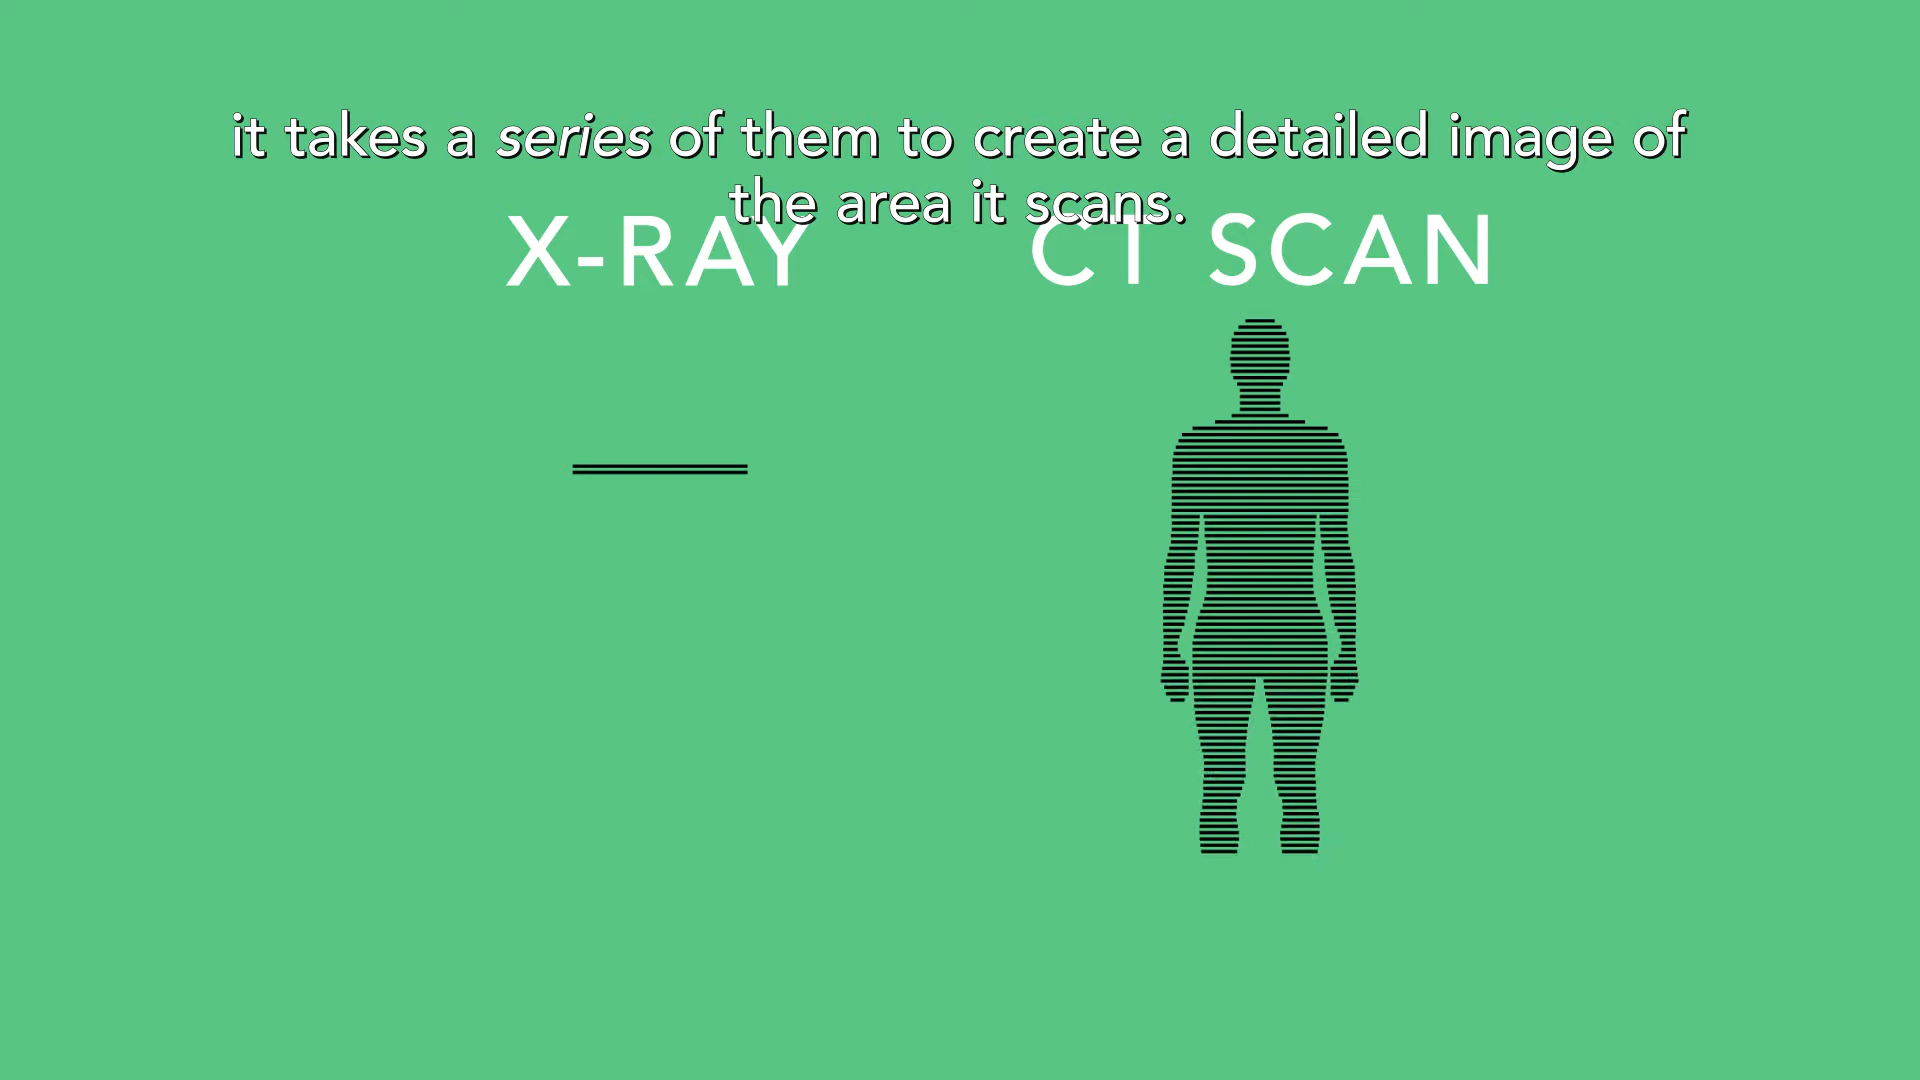 it takes a series of them to create a detailed image of
the area it scans.
X-RAY
CT SCAN